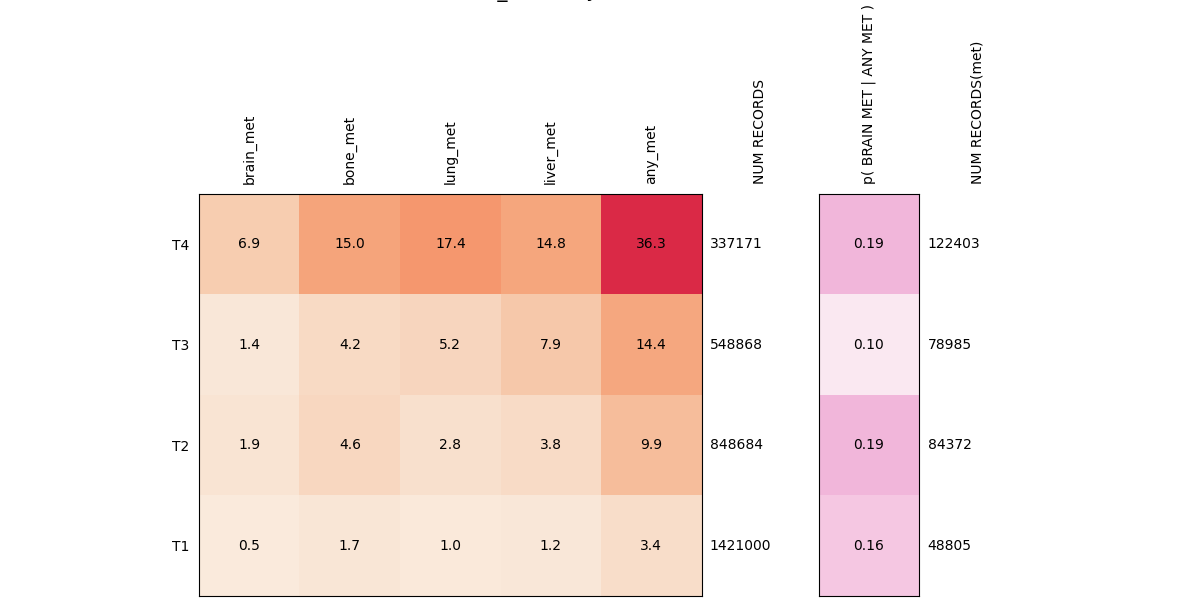 brain_met bone_met lung_met liver_met any_met NUM RECORDS p( BRAIN MET | ANY MET ) NUM RECORDS(met)
T4 6.9 15.0 17.4 14.8 36.3 337171 0.19 122403
T3 1.4 4.2 5.2 7.9 14.4 548868 0.10 78985
T2 1.9 4.6 2.8 3.8 9.9 848684 0.19 84372
T1 0.5 1.7 1.0 1.2 3.4 1421000 0.16 48805